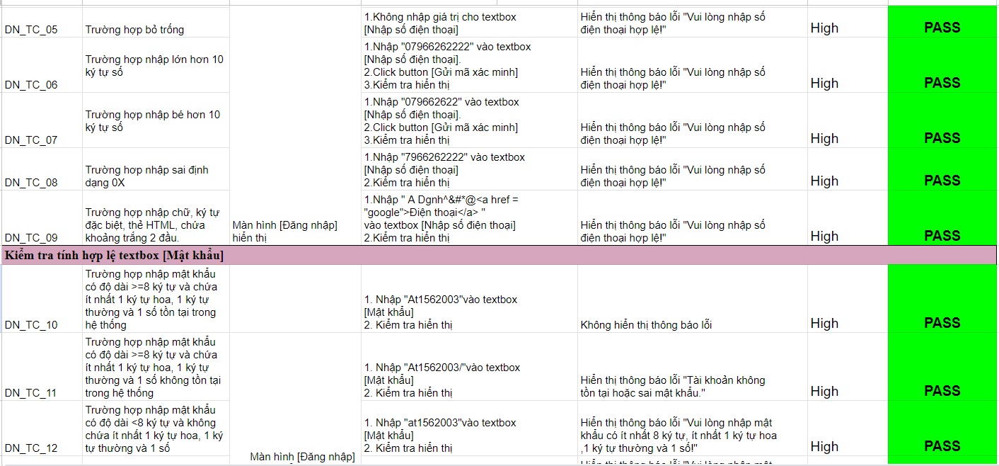 DN_TC_05
Trường hợp bỏ trống
1.Không nhập giá trị cho textbox
[Nhập số điện thoại]
Hiển thị thông báo lỗi "Vui lòng nhập số
điện thoại hợp lệ!"
High
PASS
DN_TC_06
Trường hợp nhập lớn hơn 10
ký tự số
1.Nhập "07966262222" vào textbox
[Nhập số điện thoại].
2.Click button [Gửi mã xác minh]
3.Kiểm tra hiển thị
Hiển thị thông báo lỗi "Vui lòng nhập số
điện thoại hợp lệ!"
High
PASS
DN_TC_07
Trường hợp nhập bé hơn 10
ký tự số
1.Nhập "079662622" vào textbox
[Nhập số điện thoại].
2.Click button [Gửi mã xác minh]
3.Kiểm tra hiển thị
Hiển thị thông báo lỗi "Vui lòng nhập số
điện thoại hợp lệ!"
High
PASS
DN_TC_08
Trường hơp nhập sai định
dạng 0X
1.Nhập "7966262222" vào textbox
[Nhập số điện thoại]
2.Kiểm tra hiển thị
Hiển thị thông báo lỗi "Vui lòng nhập số
điện thoại hợp lệ!"
High
PASS
DN_TC_09
Trường hợp nhập chữ, ký tự
đặc biệt, thẻ HTML, chứa
khoảng trắng 2 đầu.
Màn hình [Đăng nhập]
hiển thị
1.Nhập " A Dgnh^&#*@<a href =
"google">Điện thoại</a> "
vào textbox [Nhập số điện thoại]
2.Kiểm tra hiển thị
Hiển thị thông báo lỗi "Vui lòng nhập số
điện thoại hợp lệ!"
High
PASS
Kiểm tra tính hợp lệ textbox [Mật khẩu]
DN_TC_10
Trường hợp nhập mật khẩu
có độ dài >=8 ký tự và chứa
ít nhất 1 ký tự hoa, 1 ký tự
thường và 1 số tồn tại trong
hệ thống
1. Nhập "At1562003"vào textbox
[Mật khẩu]
2. Kiểm tra hiển thị
Không hiển thị thông báo lỗi
High
PASS
DN_TC_11
Trường hợp nhập mật khẩu
có độ dài >=8 ký tự và chứa
ít nhất 1 ký tự hoa, 1 ký tự
thường và 1 số không tồn tại
trong hệ thống
1. Nhập "At1562003/"vào textbox
[Mật khẩu]
2. Kiểm tra hiển thị
Hiển thị thông báo lỗi "Tài khoản không
tồn tại hoặc sai mật khẩu."
High
PASS
DN_TC_12
Trường hợp nhập mật khẩu
có độ dài <8 ký tự và không
chứa ít nhất 1 ký tự hoa, 1 ký
tự thường và 1 số
Màn hình [Đăng nhập]
1. Nhập "at1562003"vào textbox
[Mật khẩu]
2. Kiểm tra hiển thị
Hiển thị thông báo lỗi "Vui lòng nhập mật
khẩu có ít nhất 8 ký tự, ít nhất 1 ký tự hoa
,1 ký tự thường và 1 số!"
High
PASS
Hiển thị thông báo lỗi "Vui lòng nhập mật